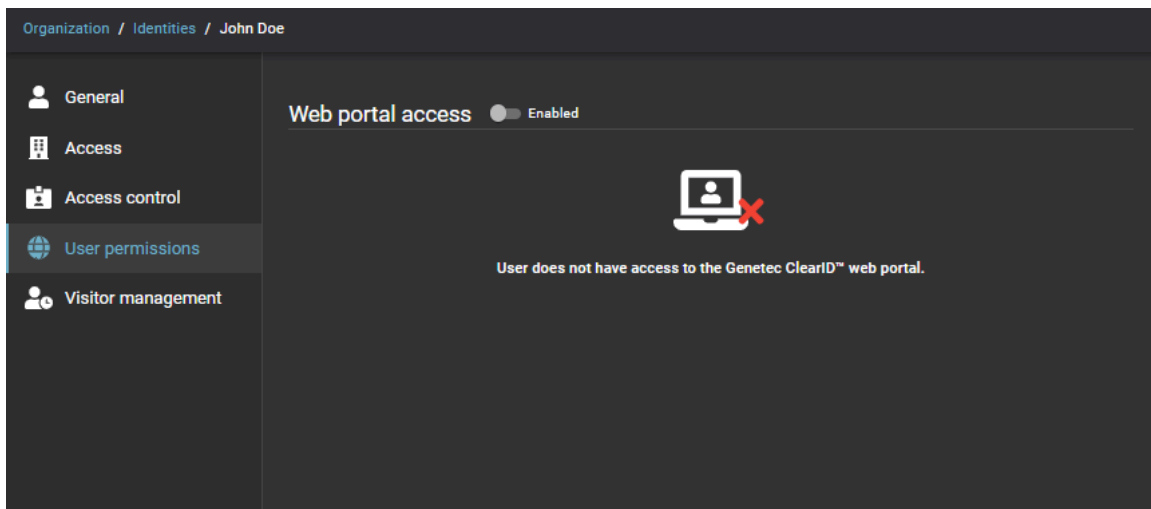 Organization / Identities / John Doe
General
Access
Access control
User permissions
Visitor management
Web portal access Enabled
User does not have access to the Genetec ClearID™ web portal.